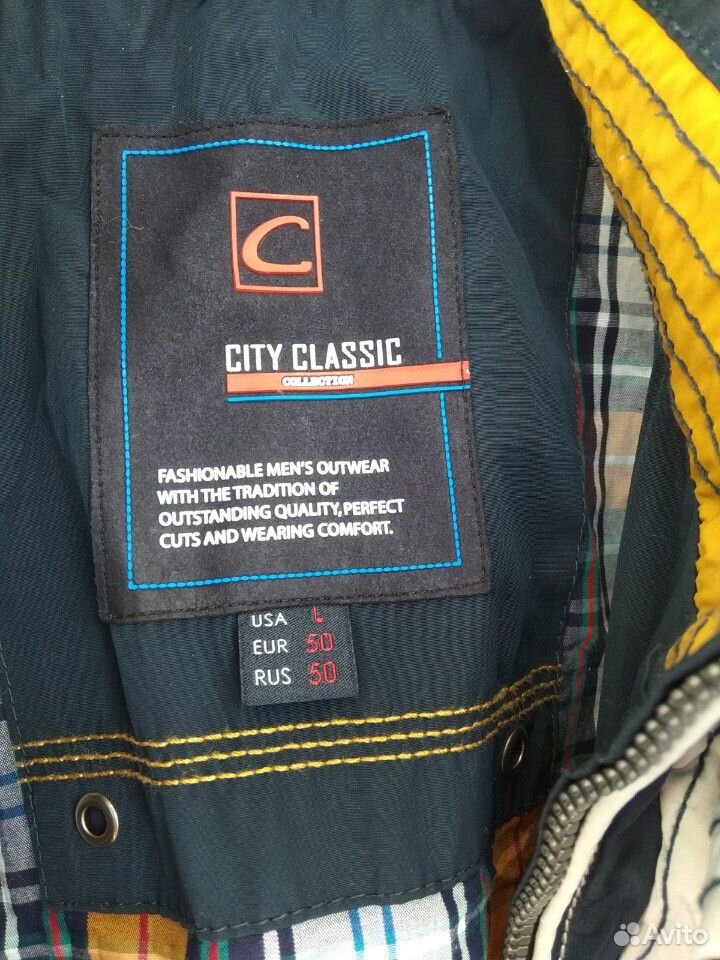 C
CITY CLASSIC
COLLECTION
FASHIONABLE MEN'S OUTWEAR
WITH THE TRADITION OF
OUTSTANDING QUALITY, PERFECT
CUTS AND WEARING COMFORT.
USA L
EUR 50
RUS 50
Avito